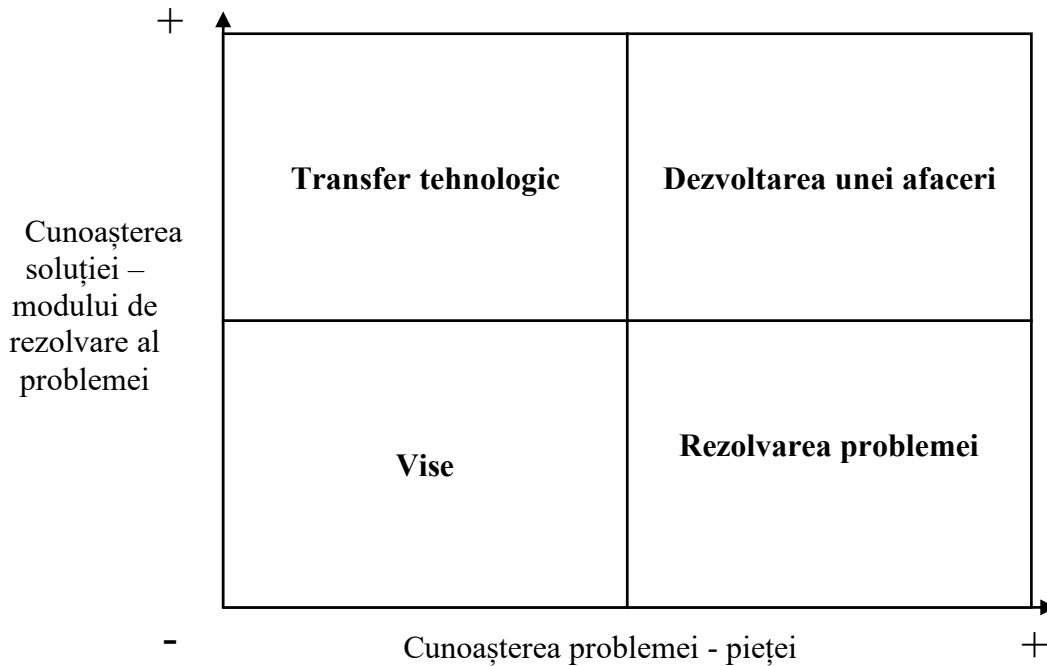 +
Transfer tehnologic
Dezvoltarea unei afaceri
Cunoașterea
soluției –
modului de
rezolvare al
problemei
Vise
Rezolvarea problemei
-
Cunoașterea problemei - pieței
+